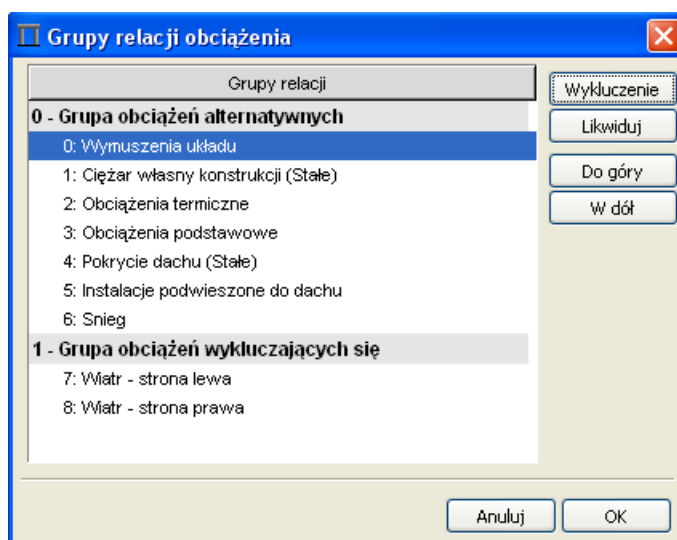 Grupy relacji obciążenia
Grupy relacji
0 - Grupa obciążeń alternatywnych
0: Wymuszenia układu
1: Ciężar własny konstrukcji (Stałe)
2: Obciążenia termiczne
3: Obciążenia podstawowe
4: Pokrycie dachu (Stałe)
5: Instalacje podwieszone do dachu
6: Snieg
1 - Grupa obciążeń wykluczających się
7: Wiatr - strona lewa
8: Wiatr - strona prawa
Wykluczenie
Likwiduj
Do góry
W dół
Anuluj
OK